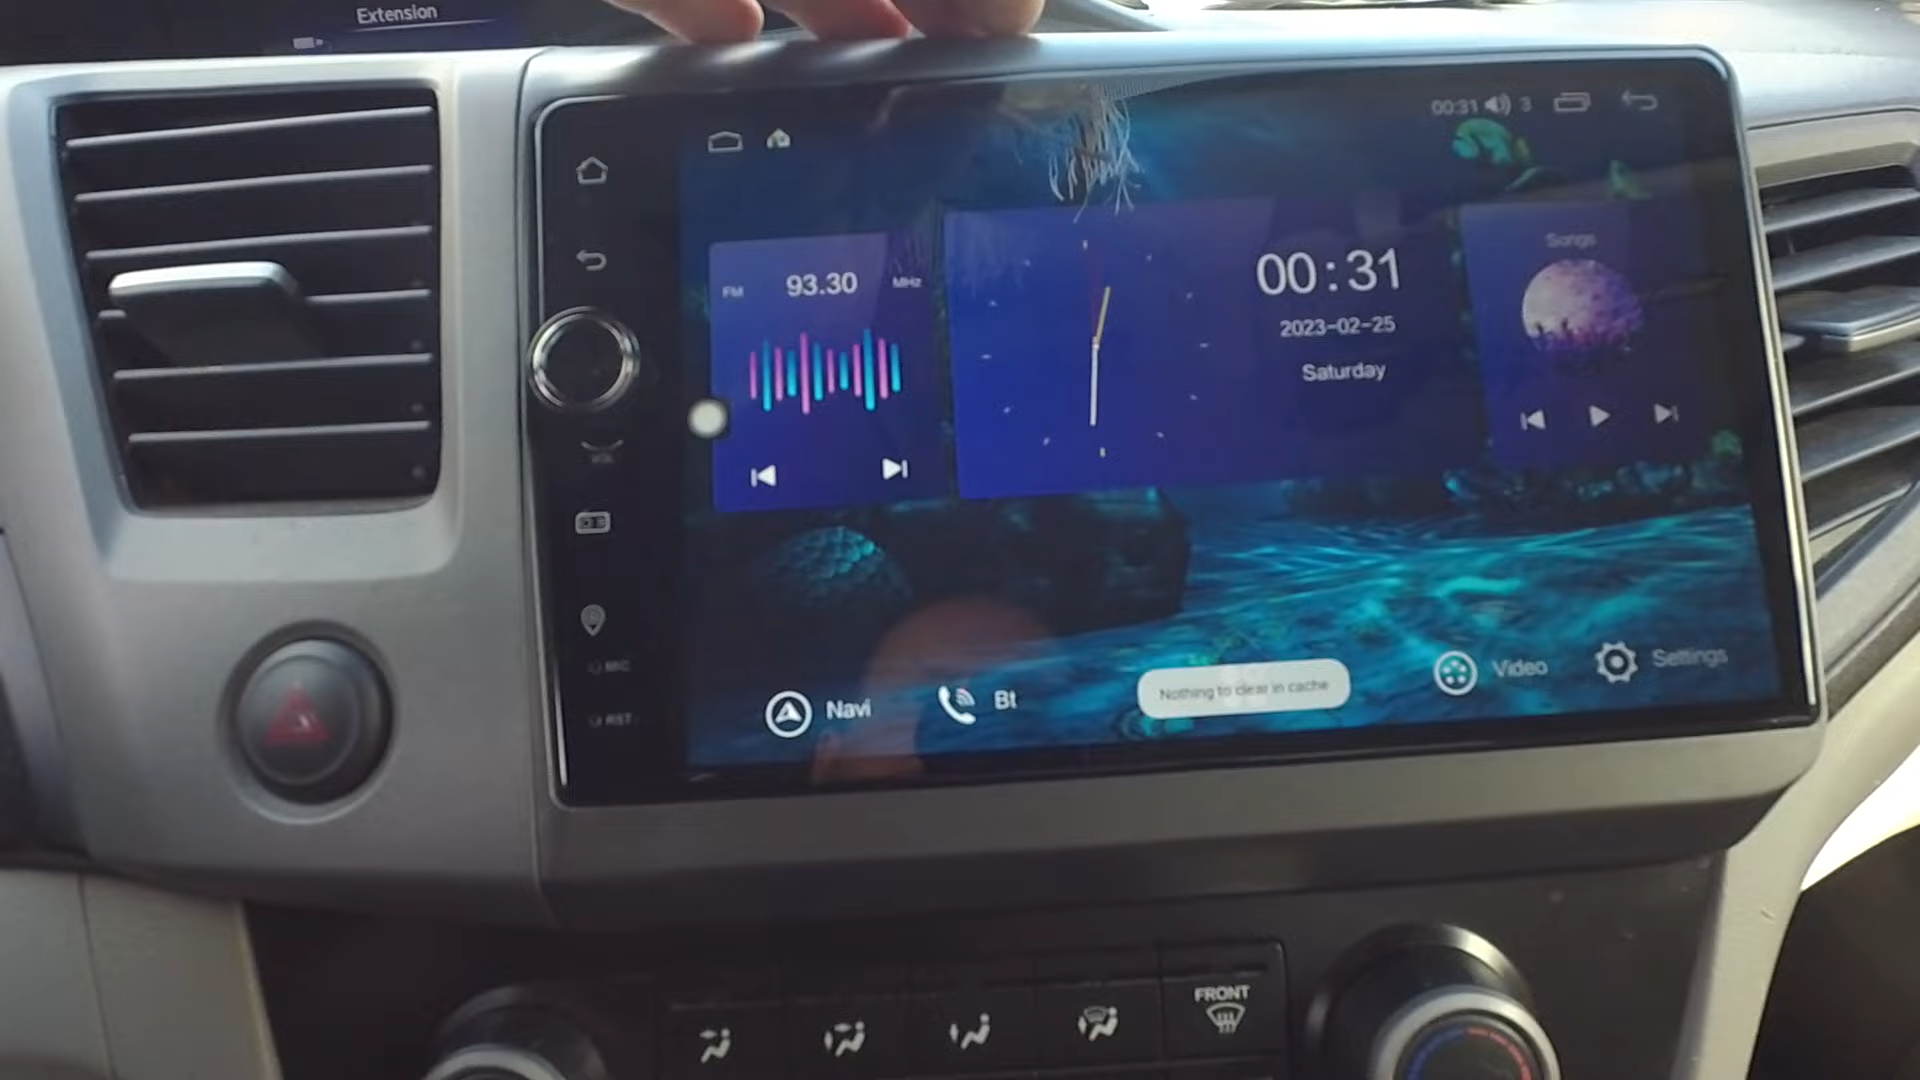 Extension
00:31 3
FM 93.30 MHz
00:31
2023-02-25
Saturday
Songs
VOL
MIC
RST
Navi
Bt
Nothing to clear in cache
Video
Settings
FRONT